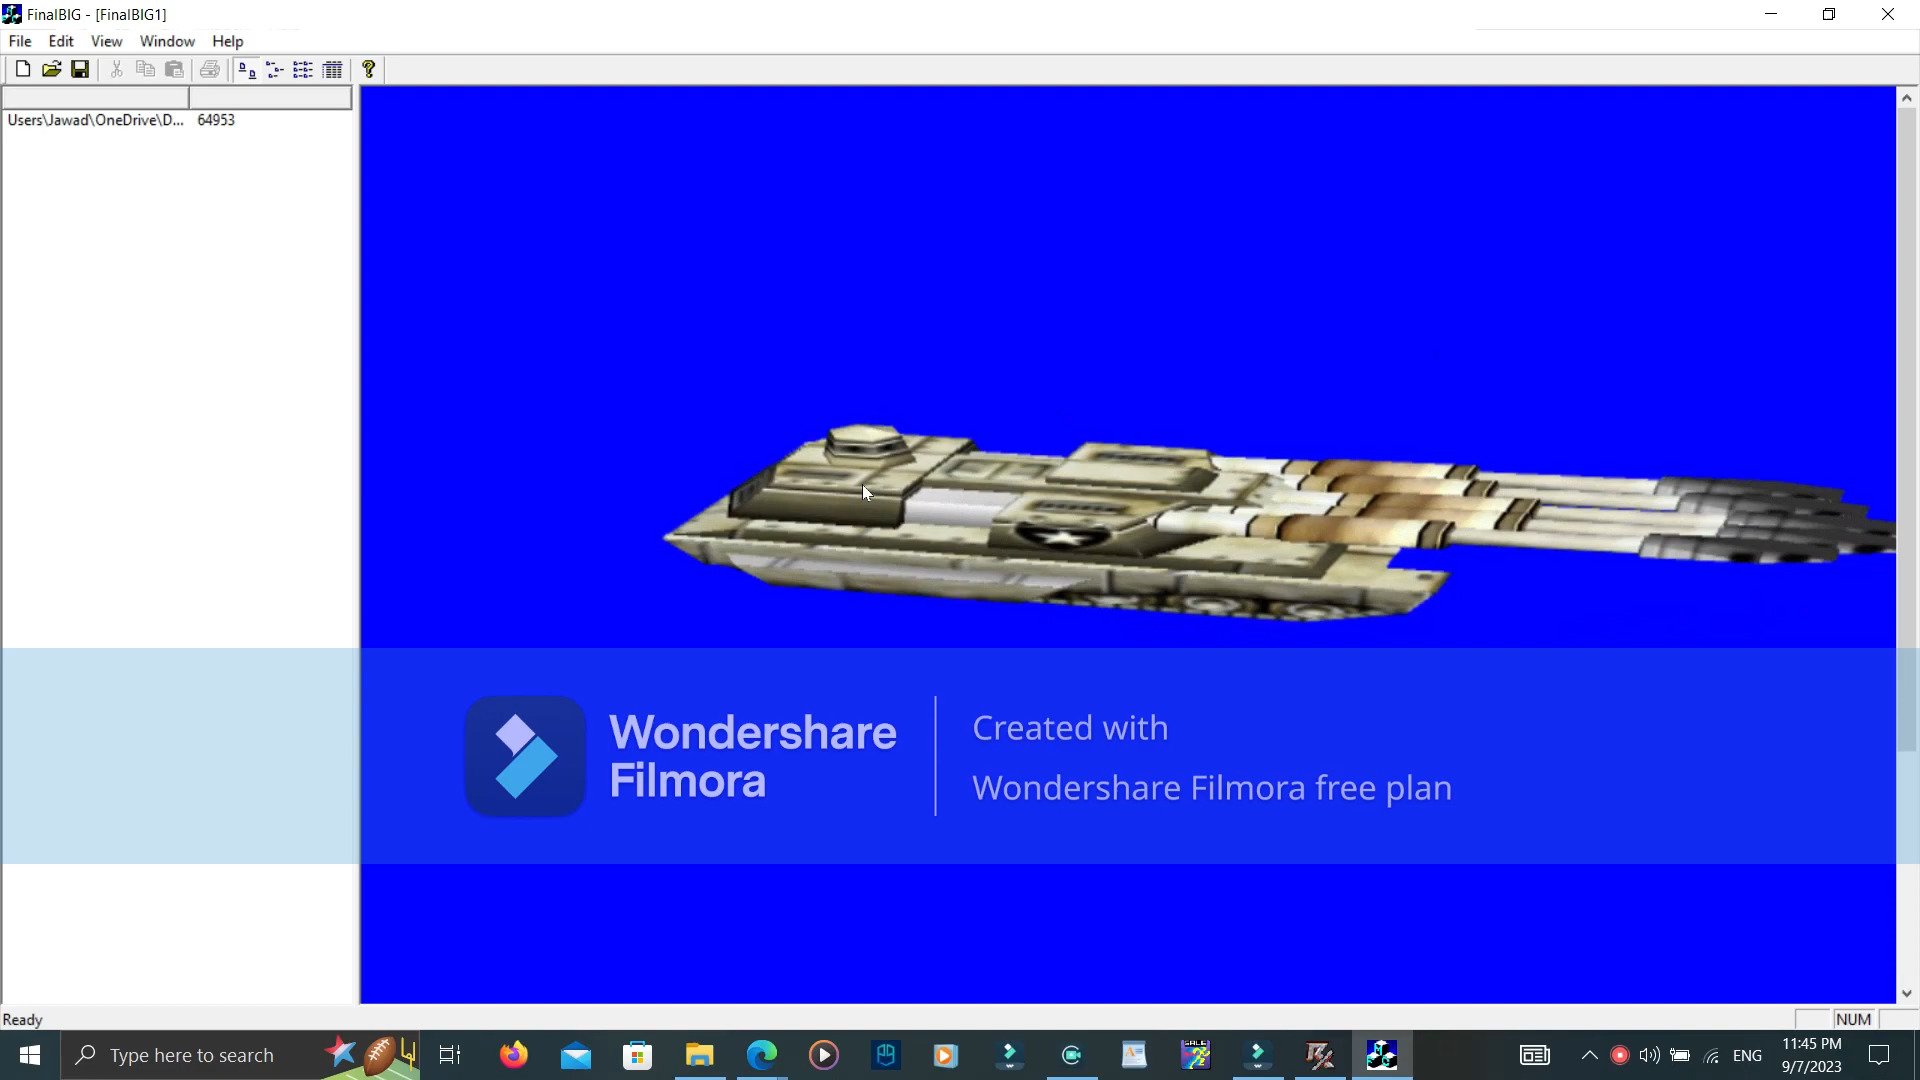 FinalBIG - [FinalBIG1]
File Edit View Window Help
Users\Jawad\OneDrive\D... 64953
Wondershare
Filmora
Created with
Wondershare Filmora free plan
Ready
NUM
Type here to search
ENG
11:45 PM
9/7/2023